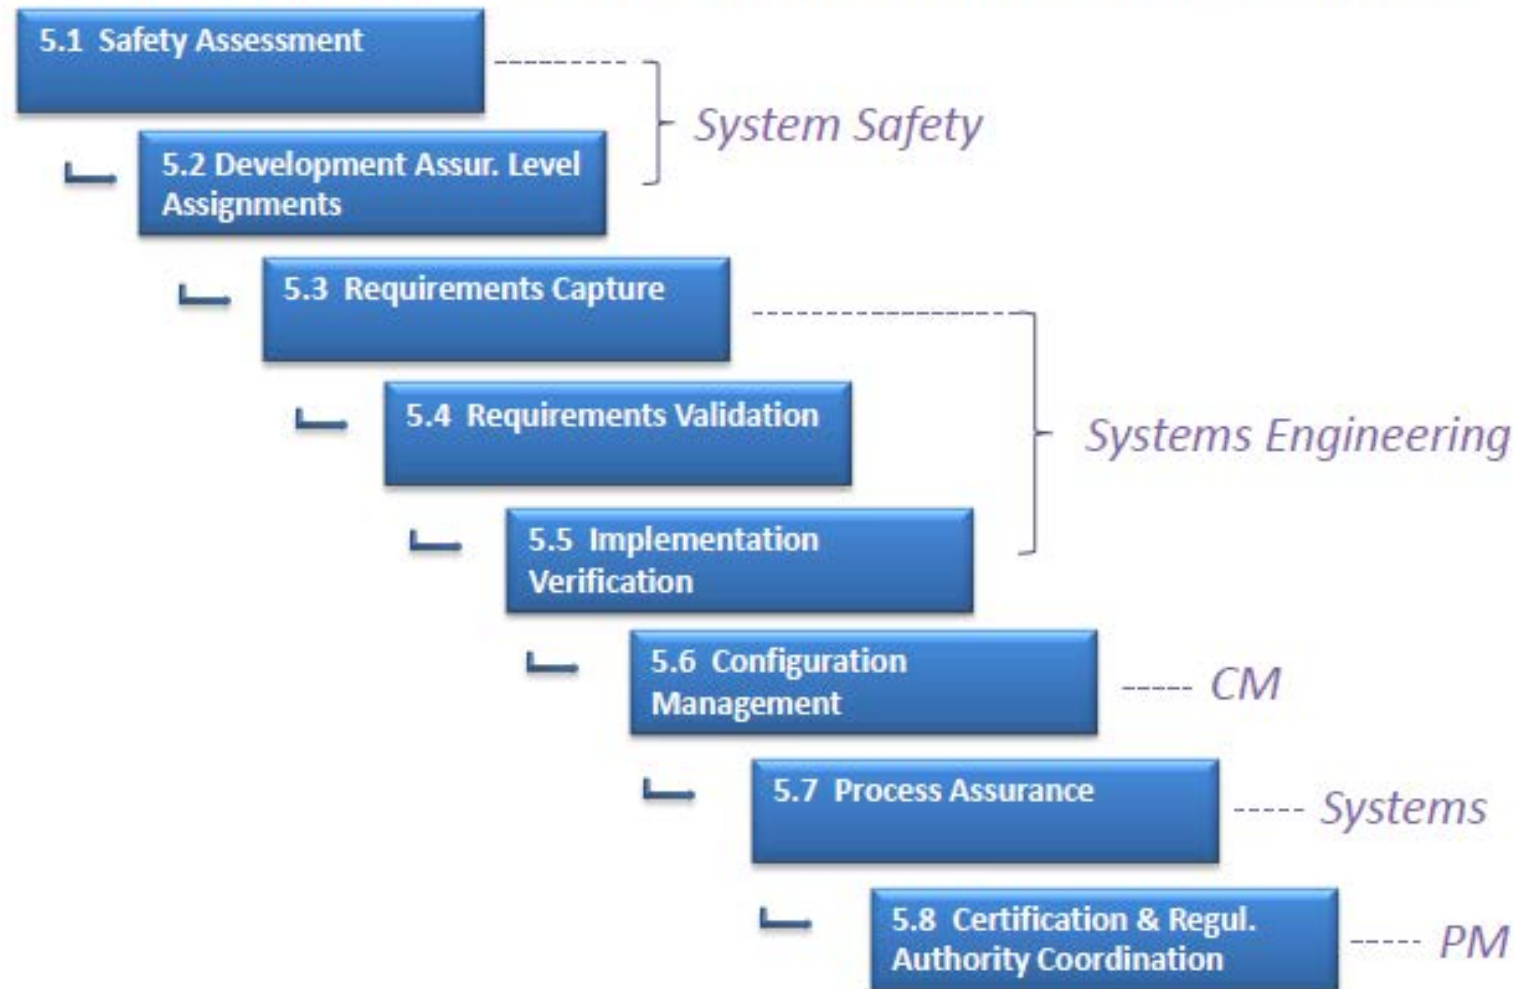 5.1 Safety Assessment
System Safety
5.2 Development Assur. Level
Assignments
5.3 Requirements Capture
5.4 Requirements Validation
Systems Engineering
5.5 Implementation
Verification
5.6 Configuration
Management
CM
5.7 Process Assurance
Systems
5.8 Certification & Regul.
Authority Coordination
PM